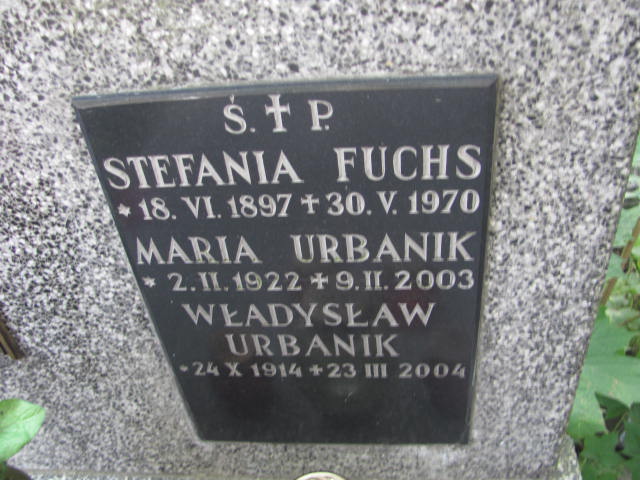 Ś. ✝ P.
STEFANIA FUCHS
* 18. VI. 1897 ✝ 30. V. 1970
MARIA URBANIK
* 2. II. 1922 ✝ 9. II. 2003
WŁADYSŁAW
URBANIK
* 24 X 1914 ✝ 23 III 2004